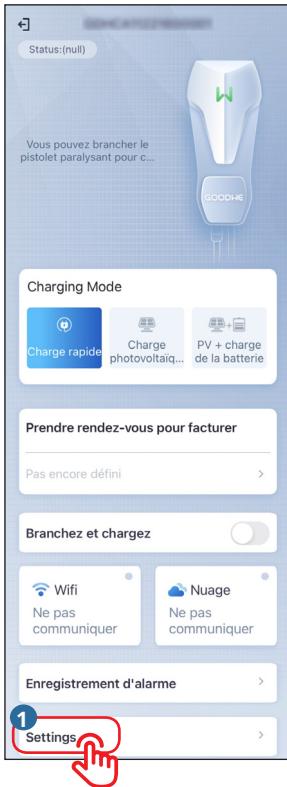 Status:(null)
Vous pouvez brancher le
pistolet paralysant pour c...
GOODWE
Charging Mode
Charge rapide
Charge
photovoltaïq...
PV + charge
de la batterie
Prendre rendez-vous pour facturer
Pas encore défini
Branchez et chargez
Wifi
Ne pas
communiquer
Nuage
Ne pas
communiquer
Enregistrement d'alarme
1
Settings